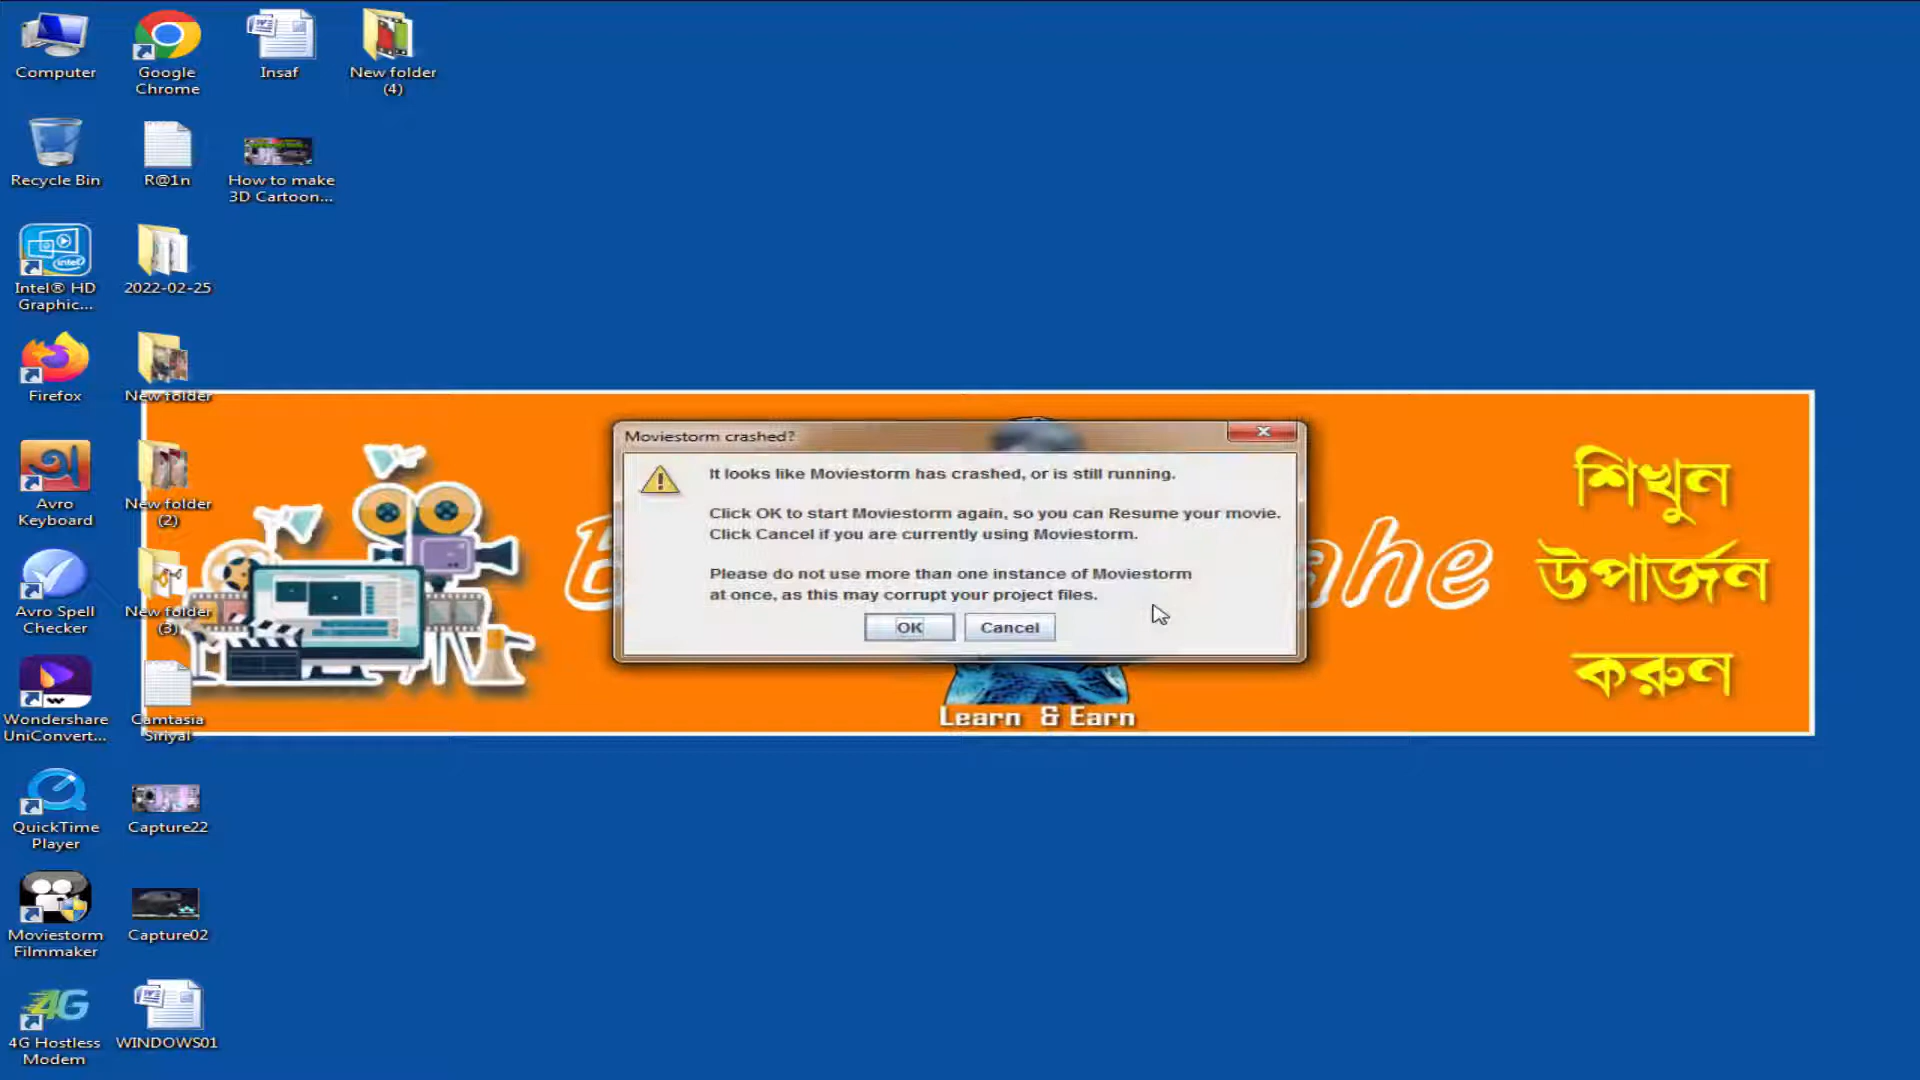 Computer
Google
Chrome
Insaf
New folder
(4)
Recycle Bin
R@1n
How to make
3D Cartoon...
Intel® HD
Graphic...
2022-02-25
Firefox
New folder
Avro
Keyboard
New folder
(2)
Avro Spell
Checker
New folder
(3)
Wondershare
UniConvert...
Camtasia
Siriyal
QuickTime
Player
Capture22
Moviestorm
Filmmaker
Capture02
4G Hostless
Modem
WINDOWS01
Moviestorm crashed?
It looks like Moviestorm has crashed, or is still running.
Click OK to start Moviestorm again, so you can Resume your movie.
Click Cancel if you are currently using Moviestorm.
Please do not use more than one instance of Moviestorm
at once, as this may corrupt your project files.
OK
Cancel
Learn & Earn
শিখুন
উপার্জন
করুন